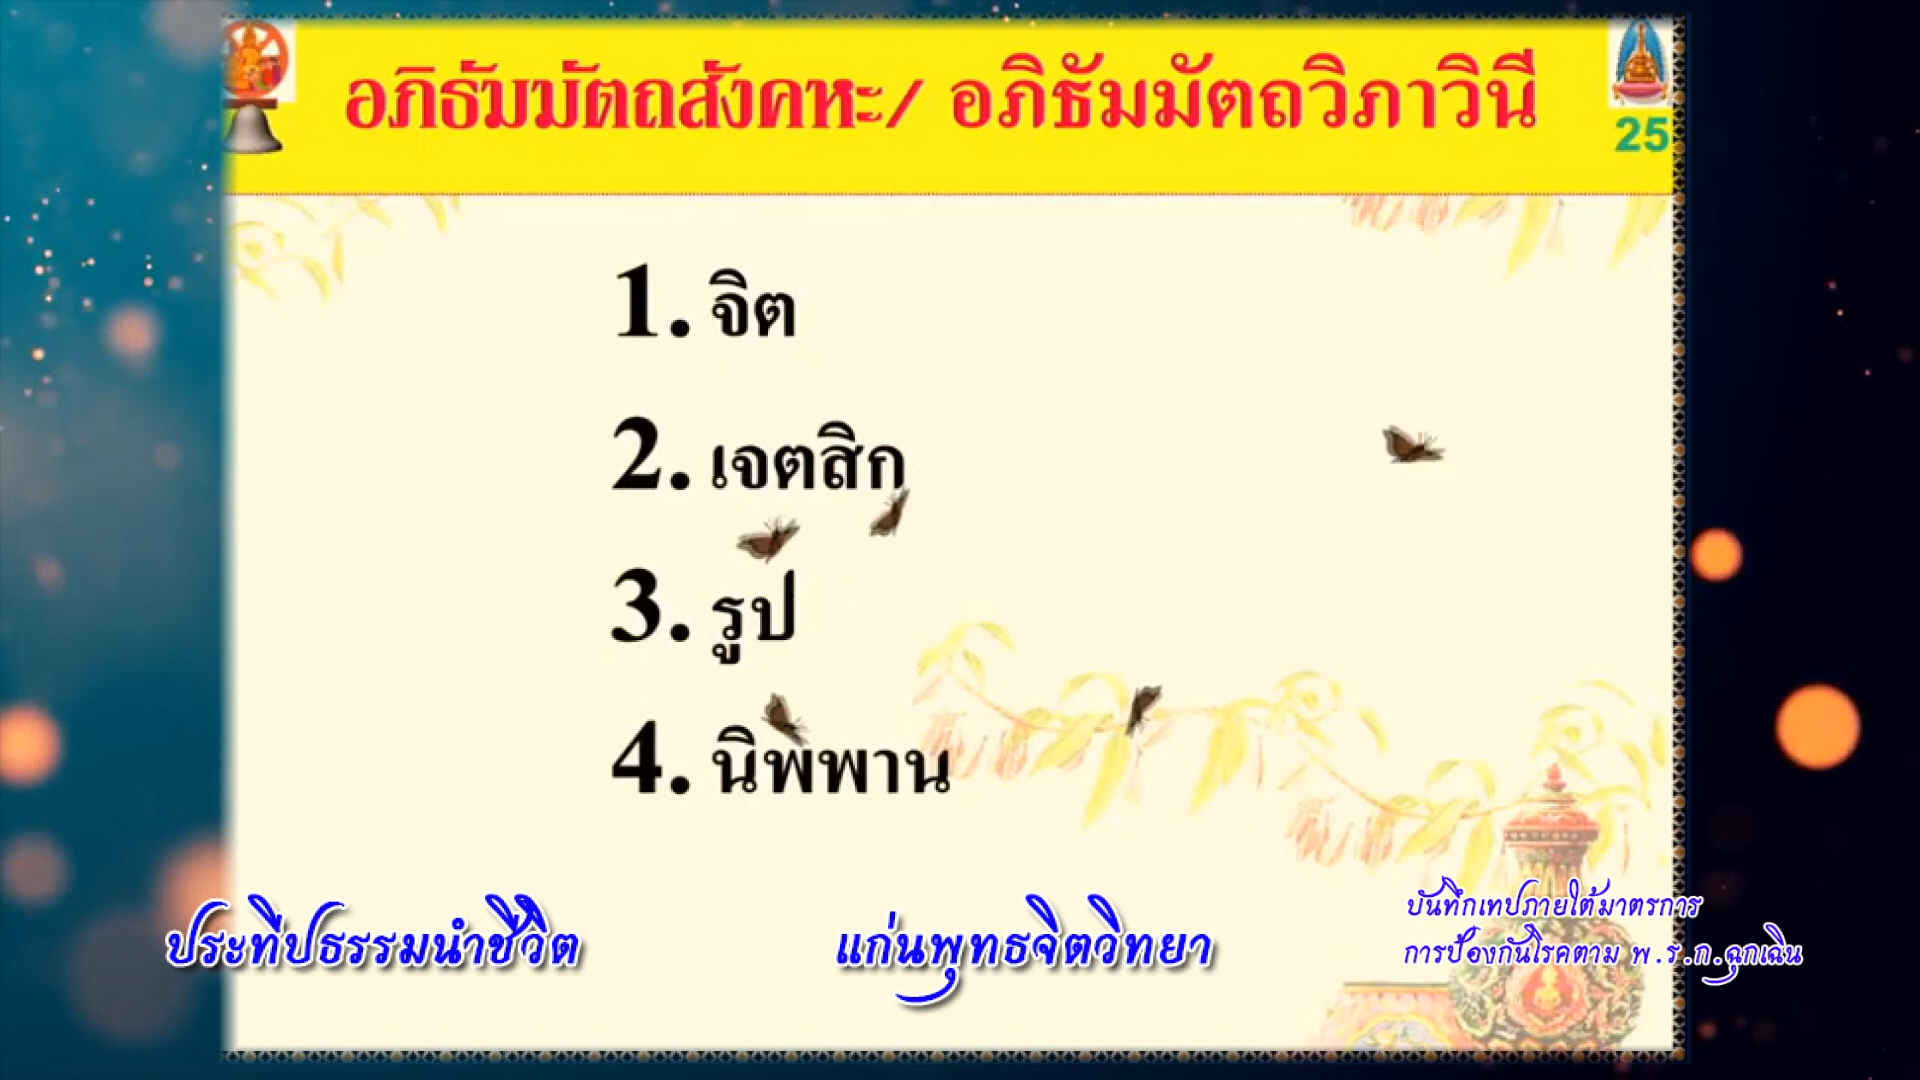 อภิธัมมัตถสังคหะ/ อภิธัมมัตถวิภาวินี
25
1. จิต
2. เจตสิก
3. รูป
4. นิพพาน
ประทีปธรรมนำชีวิต
แก่นพุทธจิตวิทยา
บันทึกเทปภายใต้มาตรการ
การป้องกันโรคตาม พ.ร.ก.ฉุกเฉิน